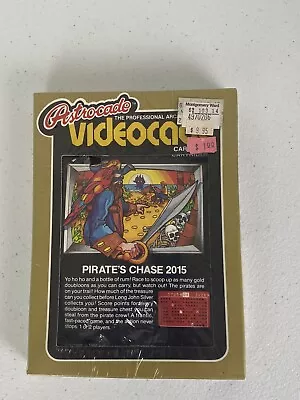 Astrocade
THE PROFESSIONAL ARC
Videocad
CAR
Montgomery Ward
$ 9.95
PIRATE'S CHASE 2015
Yo ho ho and a bottle of rum! Race to scoop up as many gold
doubloons as you can carry, but watch out! The pirates are
on your trail! How much of the treasure
can you collect before Long John Silver
collects you! Score points for every
doubloon and treasure chest you can
steal from the pirate crew! A frantic,
fast-paced game, and the action never
stops 1 or 2 players.